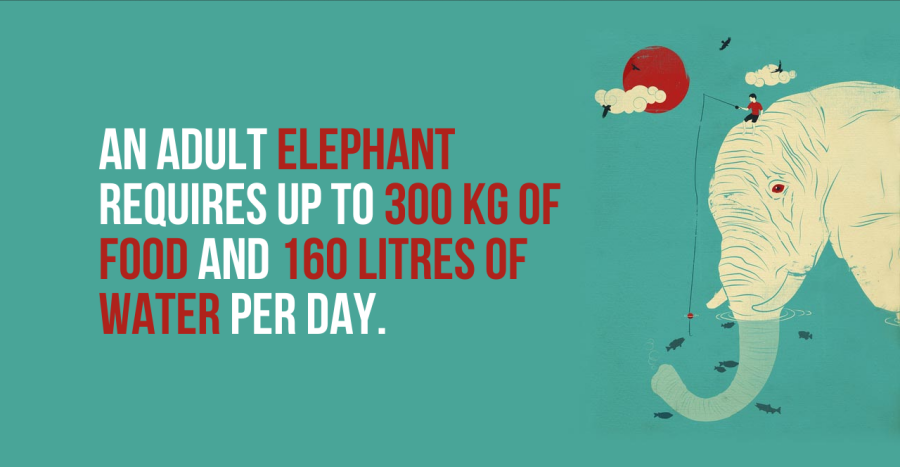 AN ADULT ELEPHANT
REQUIRES UP TO 300 KG OF
FOOD AND 160 LITRES OF
WATER PER DAY.